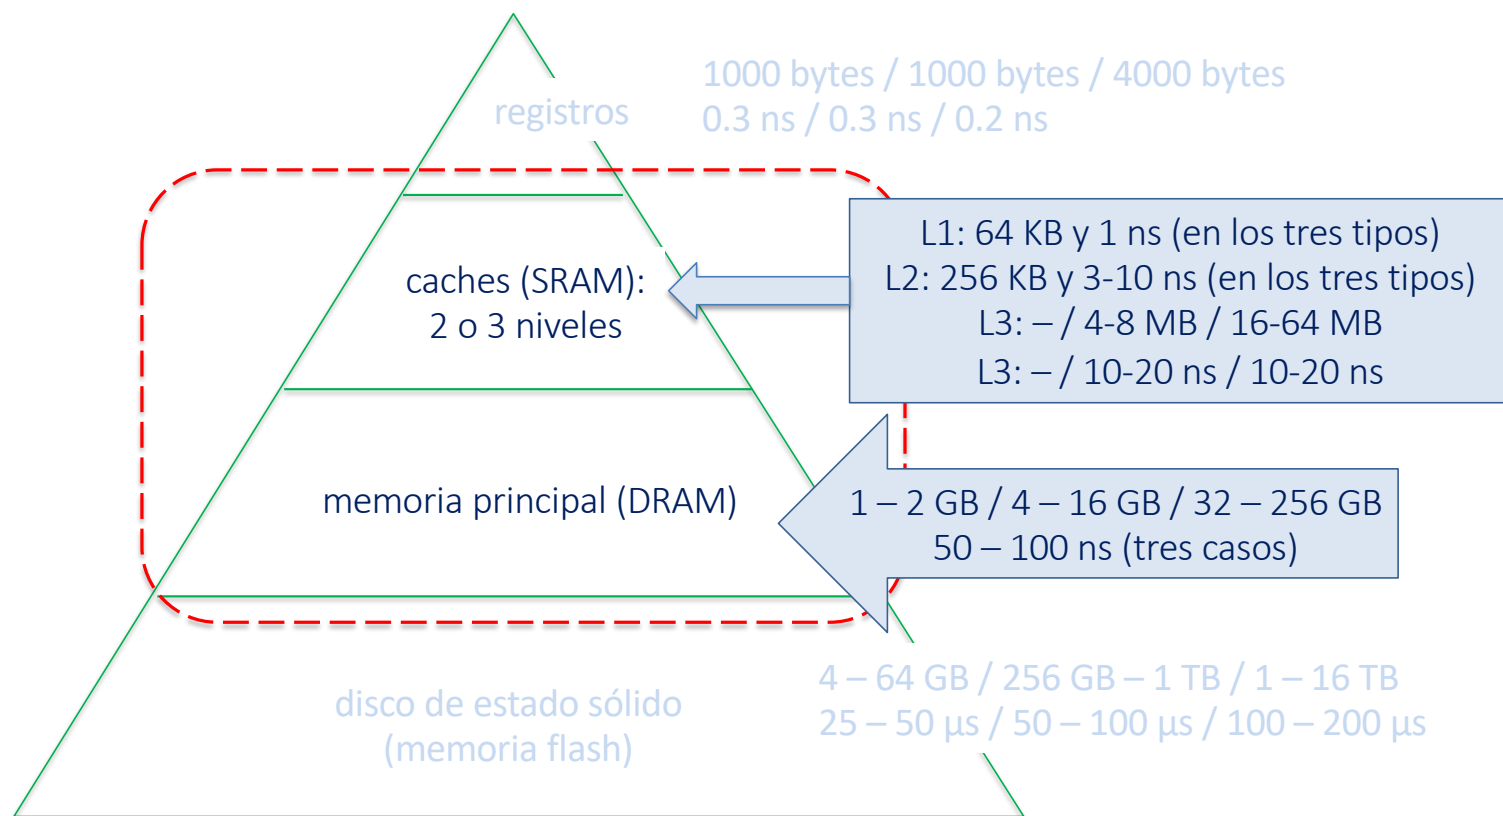 registros
1000 bytes / 1000 bytes / 4000 bytes
0.3 ns / 0.3 ns / 0.2 ns
caches (SRAM):
2 o 3 niveles
L1: 64 KB y 1 ns (en los tres tipos)
L2: 256 KB y 3-10 ns (en los tres tipos)
L3: – / 4-8 MB / 16-64 MB
L3: – / 10-20 ns / 10-20 ns
memoria principal (DRAM)
1 – 2 GB / 4 – 16 GB / 32 – 256 GB
50 – 100 ns (tres casos)
disco de estado sólido
(memoria flash)
4 – 64 GB / 256 GB – 1 TB / 1 – 16 TB
25 – 50 μs / 50 – 100 μs / 100 – 200 μs